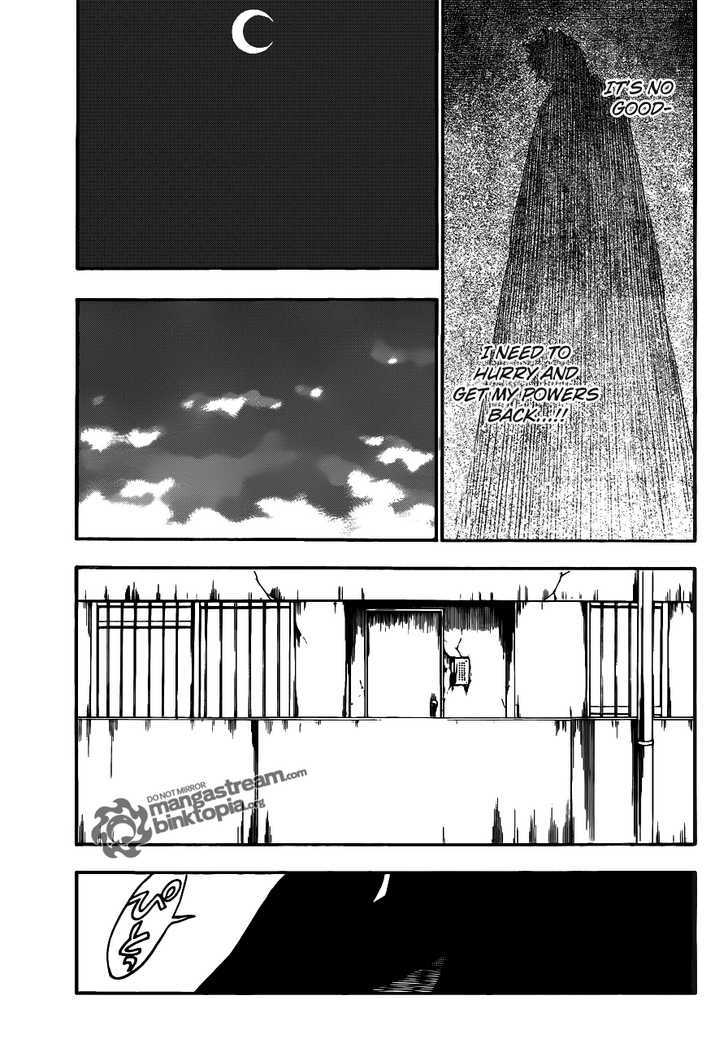 IT'S NO
GOOD-
I NEED TO
HURRY AND
GET MY POWERS
BACK...!!
DO NOT MIRROR
mangastream.com
binktopia.org